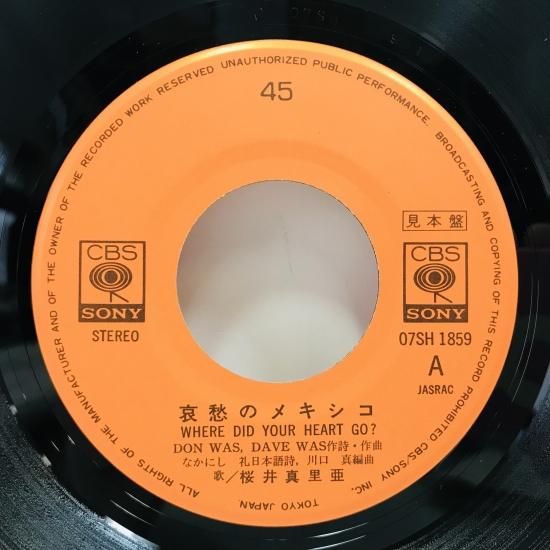 ALL RIGHTS OF THE MANUFACTURER AND OF THE OWNER OF THE RECORDED WORK RESERVED UNAUTHORIZED PUBLIC PERFORMANCE, BROADCASTING AND COPYING OF THIS RECORD PROHIBITED CBS/SONY INC. TOKYO JAPAN
45
見本盤
CBS
SONY
STEREO
CBS
SONY
07SH 1859
A
JASRAC
哀愁のメキシコ
WHERE DID YOUR HEART GO?
DON WAS, DAVE WAS作詩・作曲
なかにし 礼日本語詩, 川口 真編曲
歌/桜井真里亜